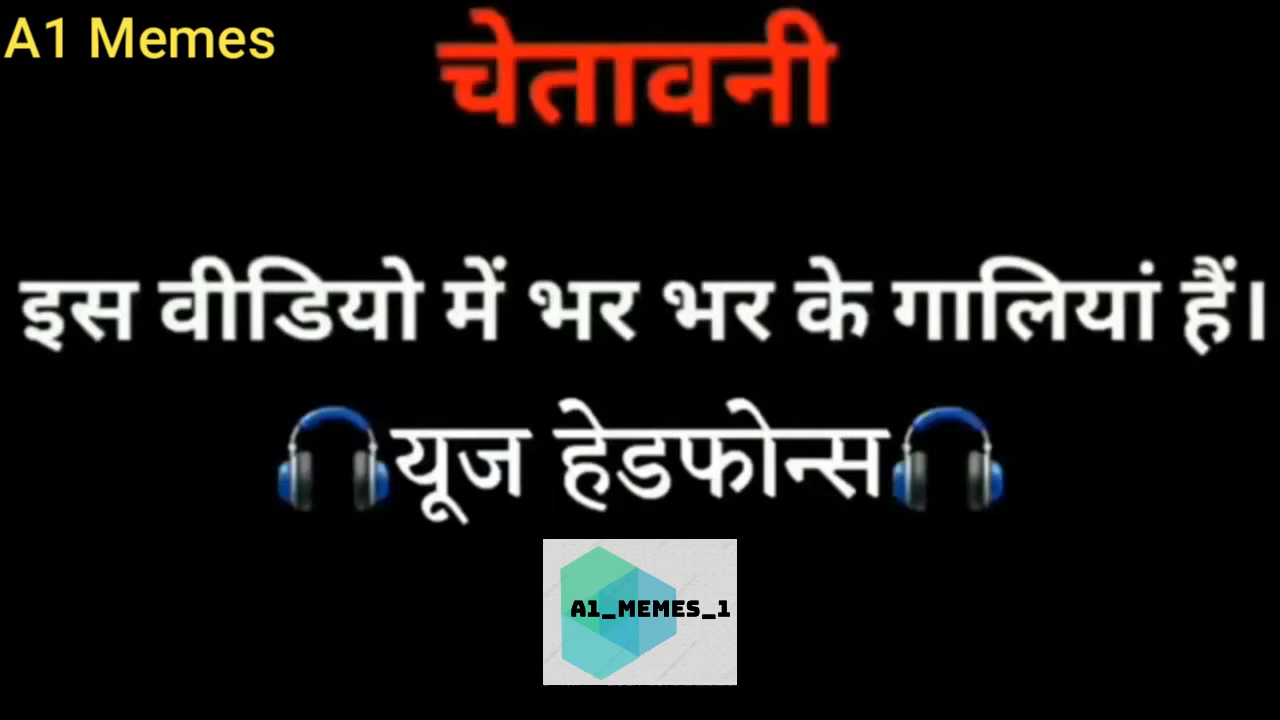 A1 Memes
चेतावनी
इस वीडियो में भर भर के गालियां हैं।
यूज हेडफोन्स
A1_MEMES_1